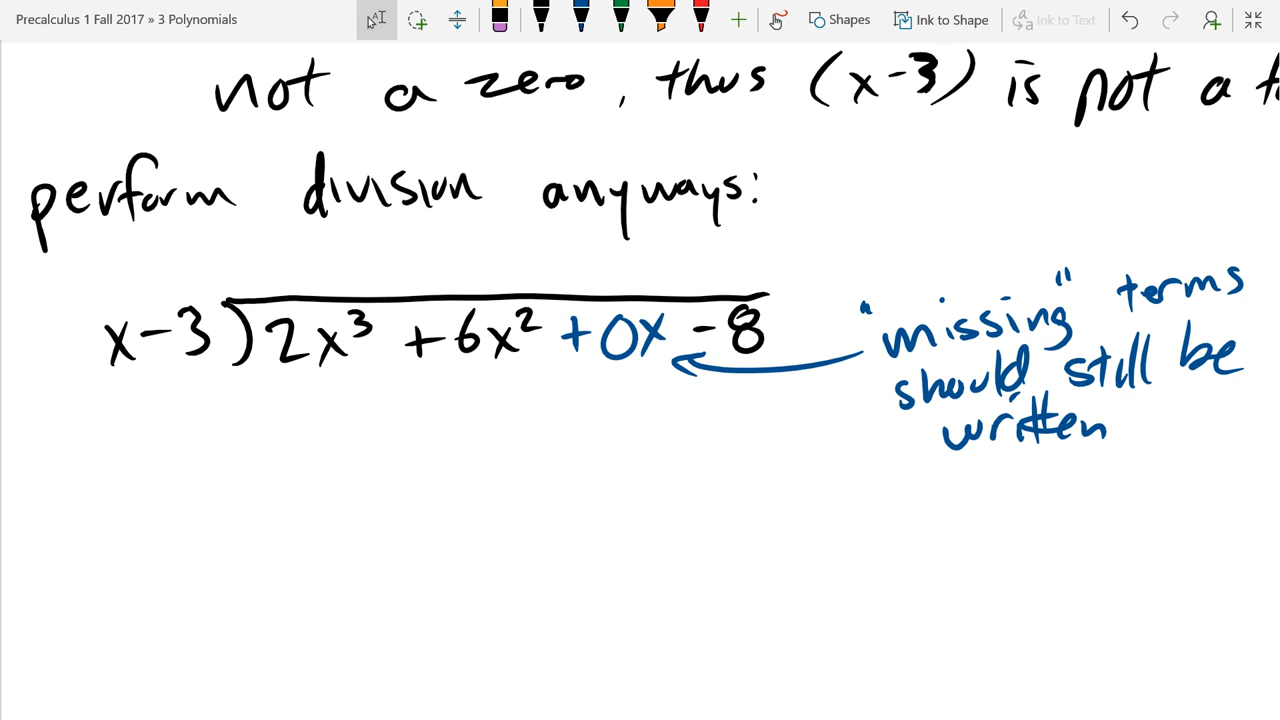 Precalculus 1 Fall 2017 » 3 Polynomials
Shapes
Ink to Shape
Ink to Text
not a zero, thus (x-3) is not a
perform division anyways:
x-3)2x³ +6x² +0x -8
"missing" terms
should still be
written